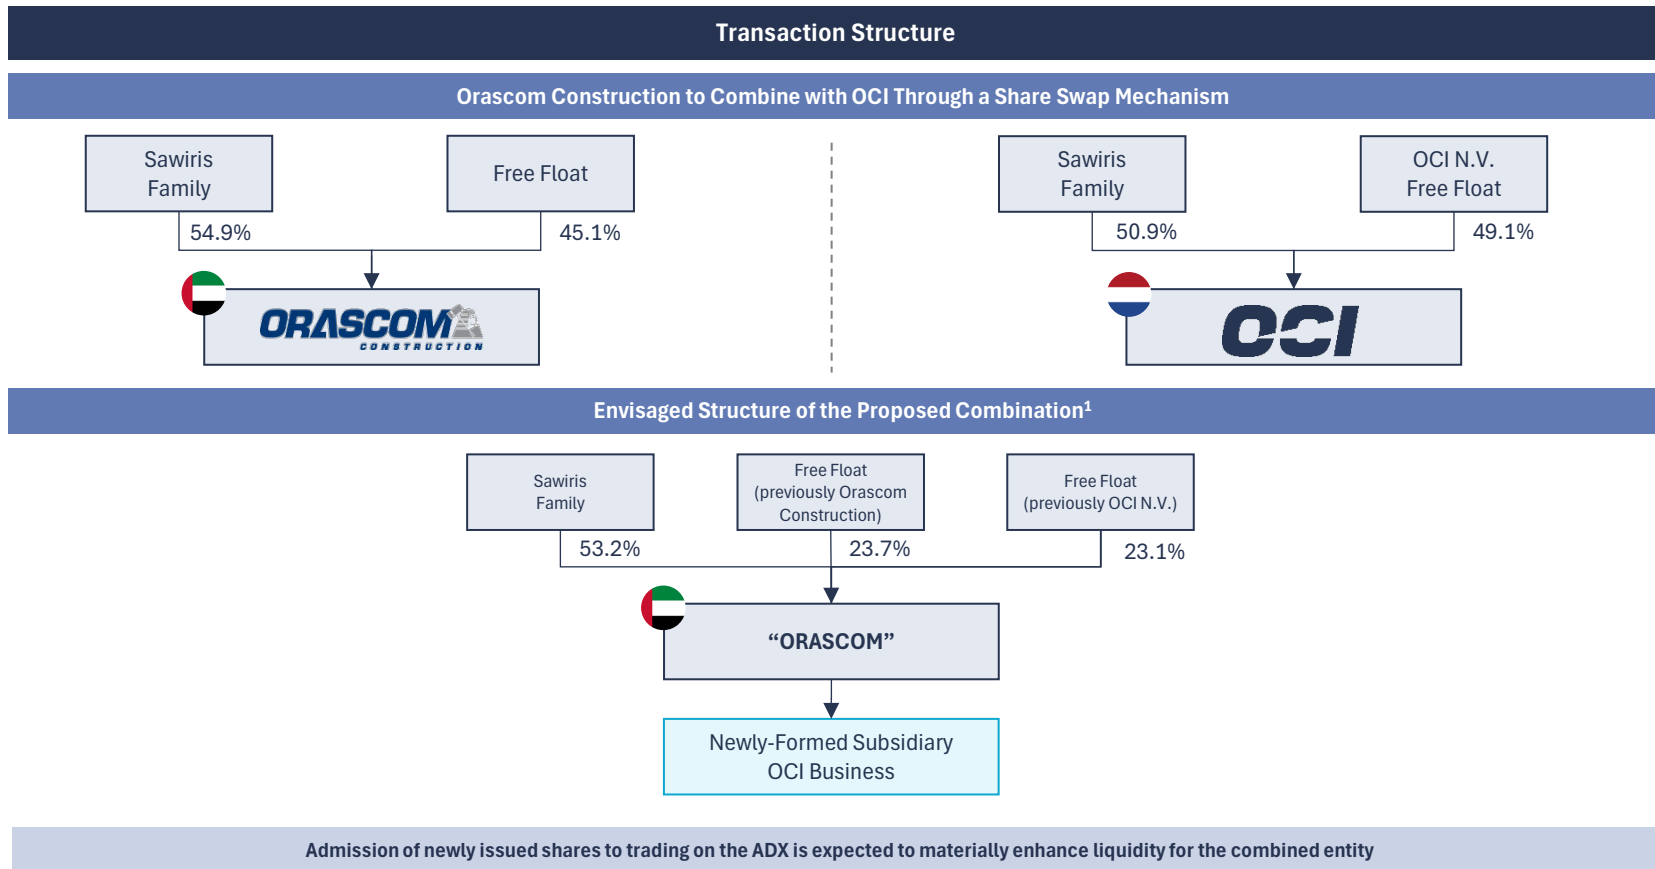 Transaction Structure
Orascom Construction to Combine with OCI Through a Share Swap Mechanism
Sawiris
Family
Free Float
54.9%
45.1%
ORASCOM
CONSTRUCTION
Sawiris
Family
OCI N.V.
Free Float
50.9%
49.1%
OCI
Envisaged Structure of the Proposed Combination¹
Sawiris
Family
Free Float
(previously Orascom
Construction)
Free Float
(previously OCI N.V.)
53.2%
23.7%
23.1%
“ORASCOM”
Newly-Formed Subsidiary
OCI Business
Admission of newly issued shares to trading on the ADX is expected to materially enhance liquidity for the combined entity